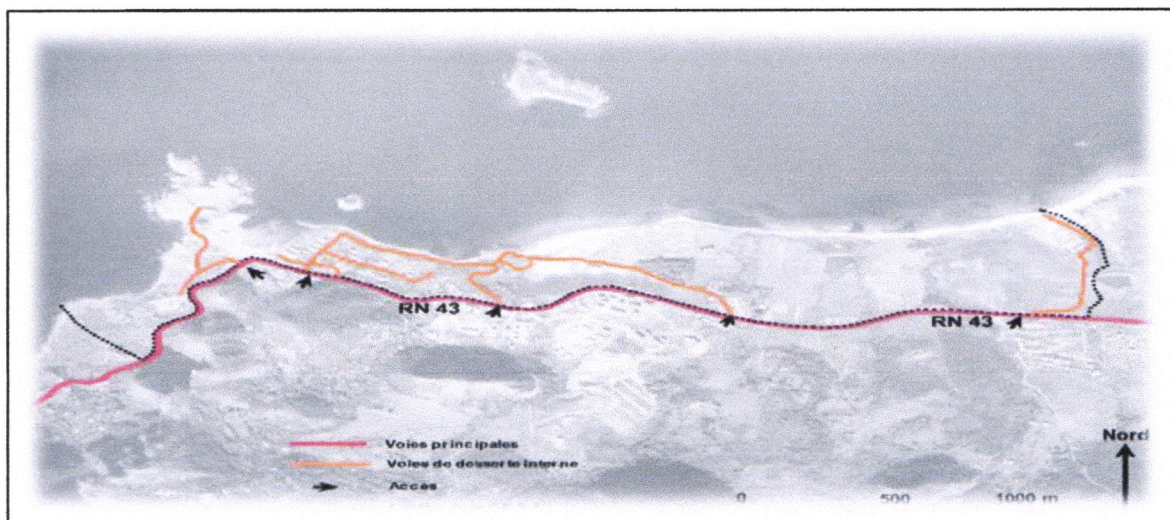 RN 43
RN 43
Voies principales
Voies de desserte interne
Accès
Nord
0 500 1000 m